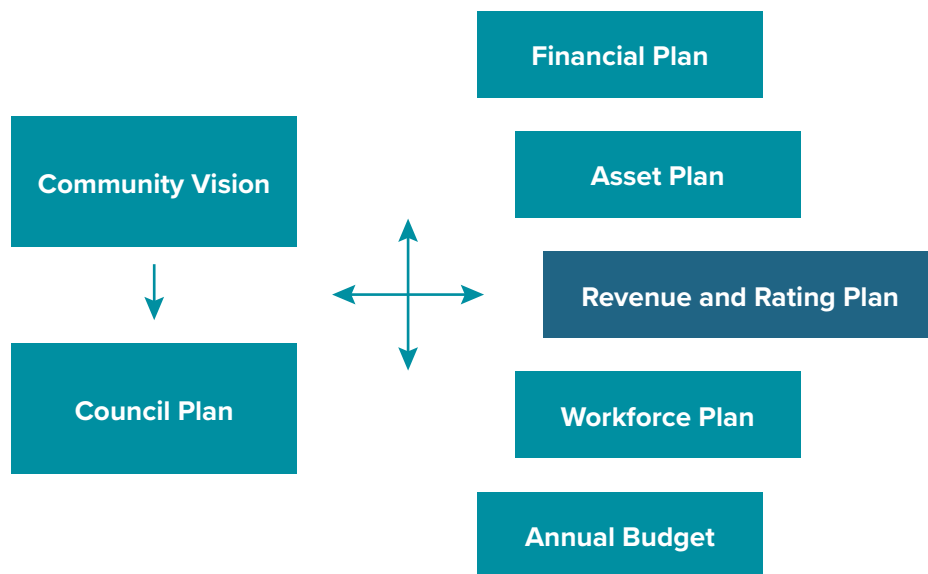 Community Vision
Council Plan
Financial Plan
Asset Plan
Revenue and Rating Plan
Workforce Plan
Annual Budget